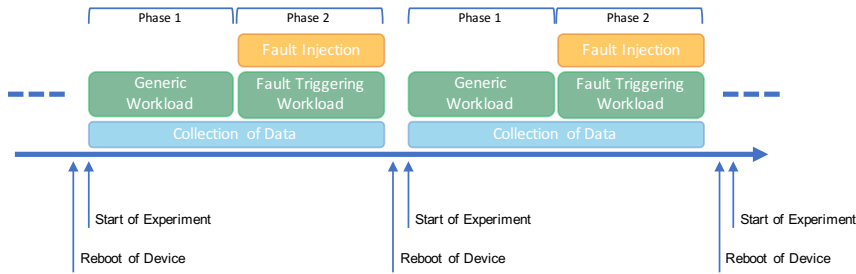 Phase 1
Phase 2
Phase 1
Phase 2
Fault Injection
Fault Injection
Generic
Workload
Fault Triggering
Workload
Generic
Workload
Fault Triggering
Workload
Collection of Data
Collection of Data
Start of Experiment
Start of Experiment
Start of Experiment
Reboot of Device
Reboot of Device
Reboot of Device